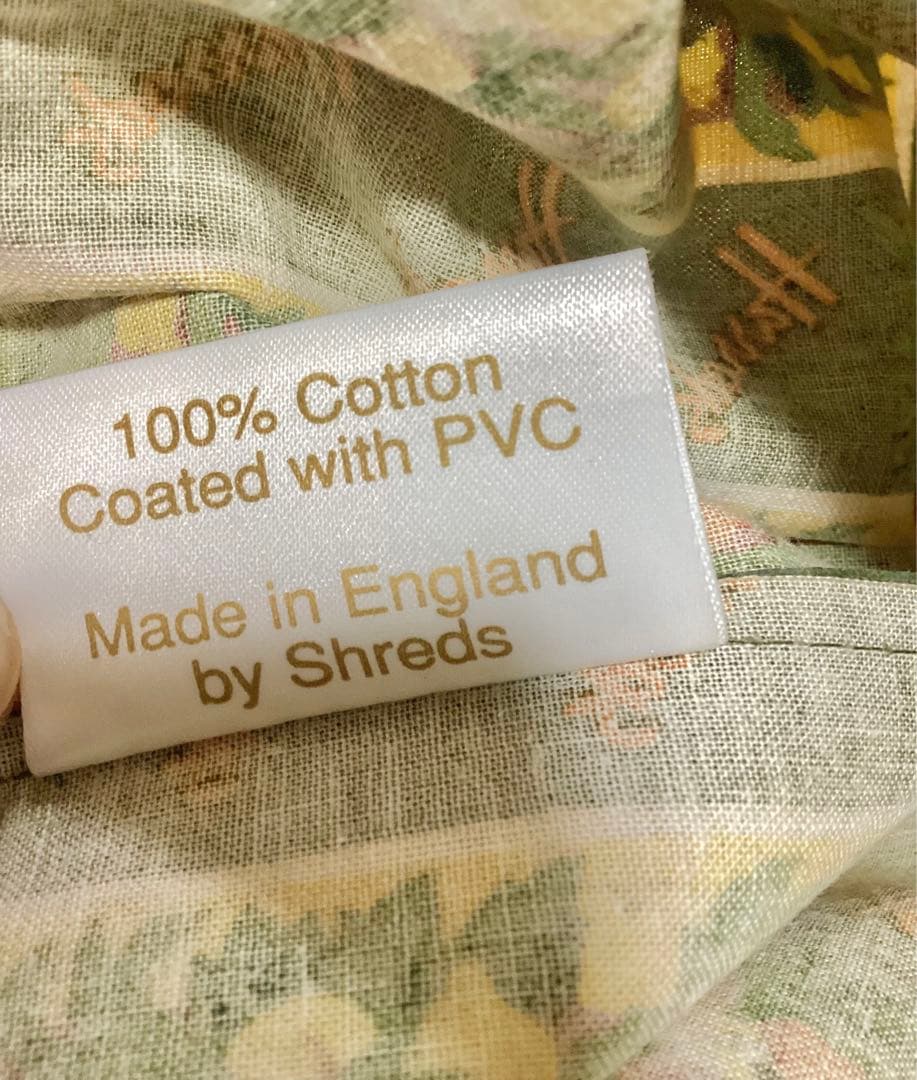 100% Cotton
Coated with PVC
Made in England
by Shreds